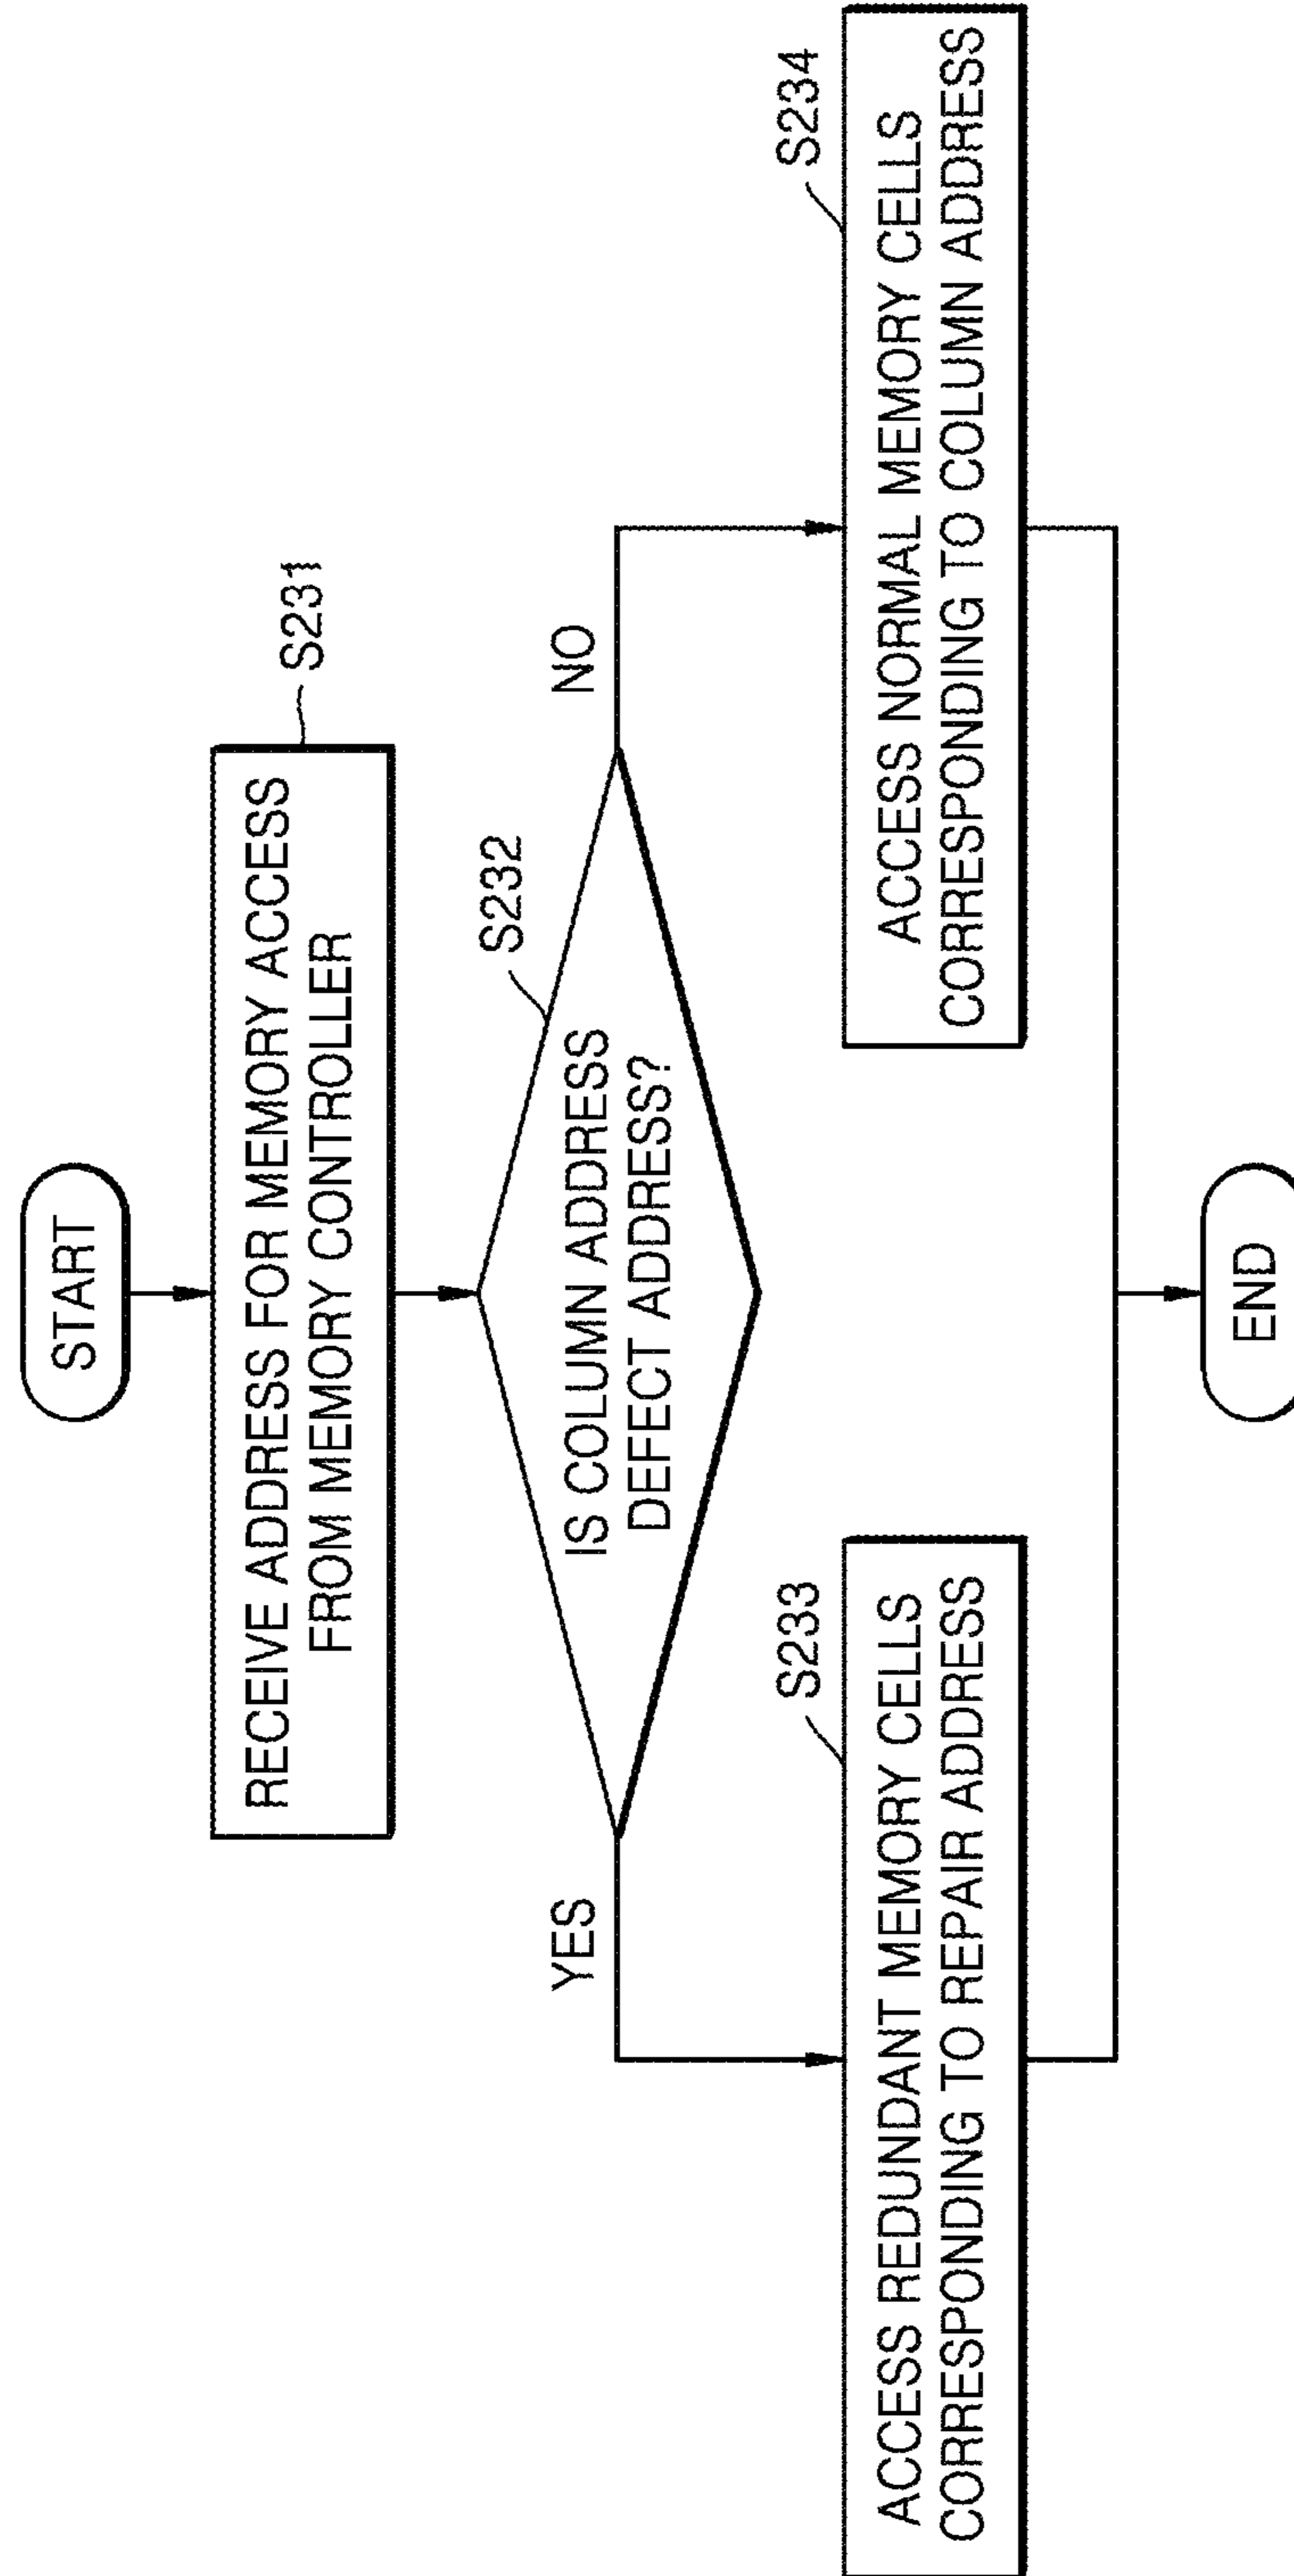 START
RECEIVE ADDRESS FOR MEMORY ACCESS
FROM MEMORY CONTROLLER
S231
IS COLUMN ADDRESS
DEFECT ADDRESS?
S232
YES
NO
ACCESS REDUNDANT MEMORY CELLS
CORRESPONDING TO REPAIR ADDRESS
S233
ACCESS NORMAL MEMORY CELLS
CORRESPONDING TO COLUMN ADDRESS
S234
END